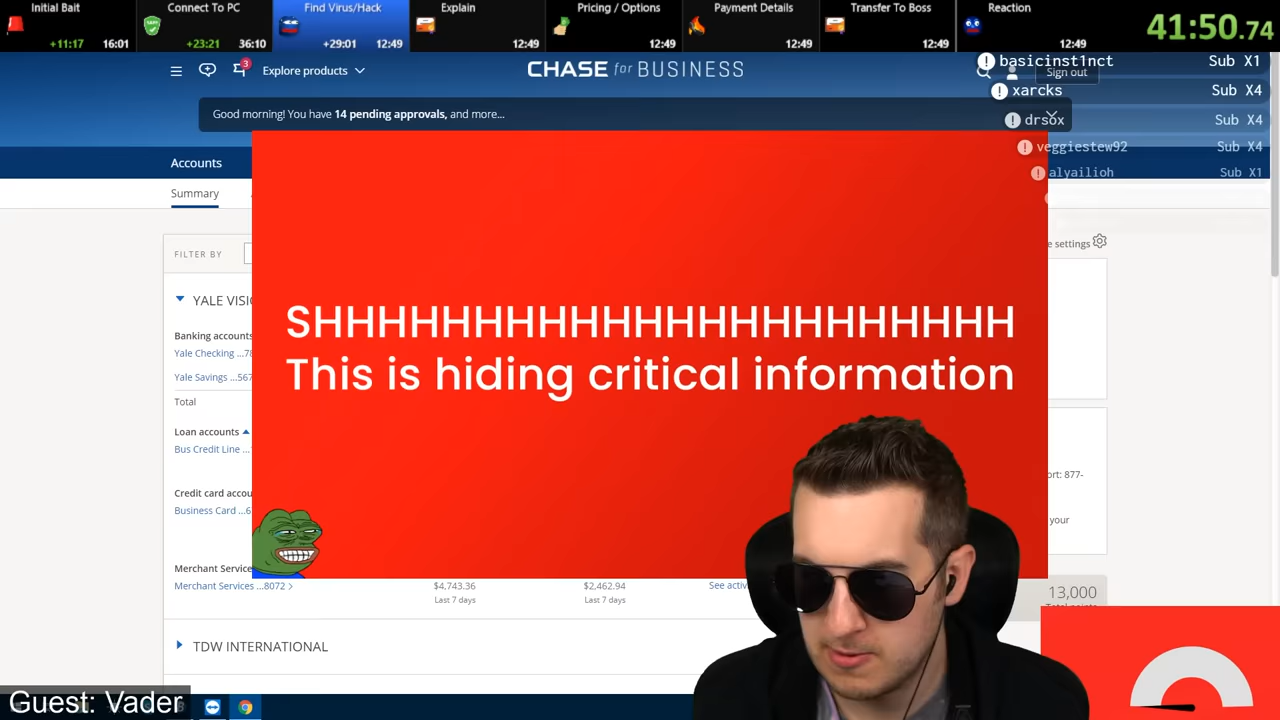 Initial Bait
+11:17 16:01
Connect To PC
SAFE
+23:21 36:10
Find Virus/Hack
+29:01 12:49
Explain
12:49
Pricing / Options
12:49
Payment Details
12:49
Transfer To Boss
12:49
Reaction
12:49
41:50.74
3
Explore products
CHASE for BUSINESS
Sign out
basicinst1nct Sub X1
xarcks Sub X4
drsox Sub X4
veggiestew92 Sub X4
alyailioh Sub X1
Good morning! You have 14 pending approvals, and more...
Accounts
Summary
FILTER BY
e settings
YALE VISI
Banking accounts
Yale Checking ...78
Yale Savings ...567
Total
Loan accounts
Bus Credit Line ...
Credit card accou
Business Card ...6
SHHHHHHHHHHHHHHHHHHHHHH
This is hiding critical information
ort: 877-
your
Merchant Service
Merchant Services ...8072
$4,743.36
Last 7 days
$2,462.94
Last 7 days
See activ
13,000
TDW INTERNATIONAL
Guest: Vader